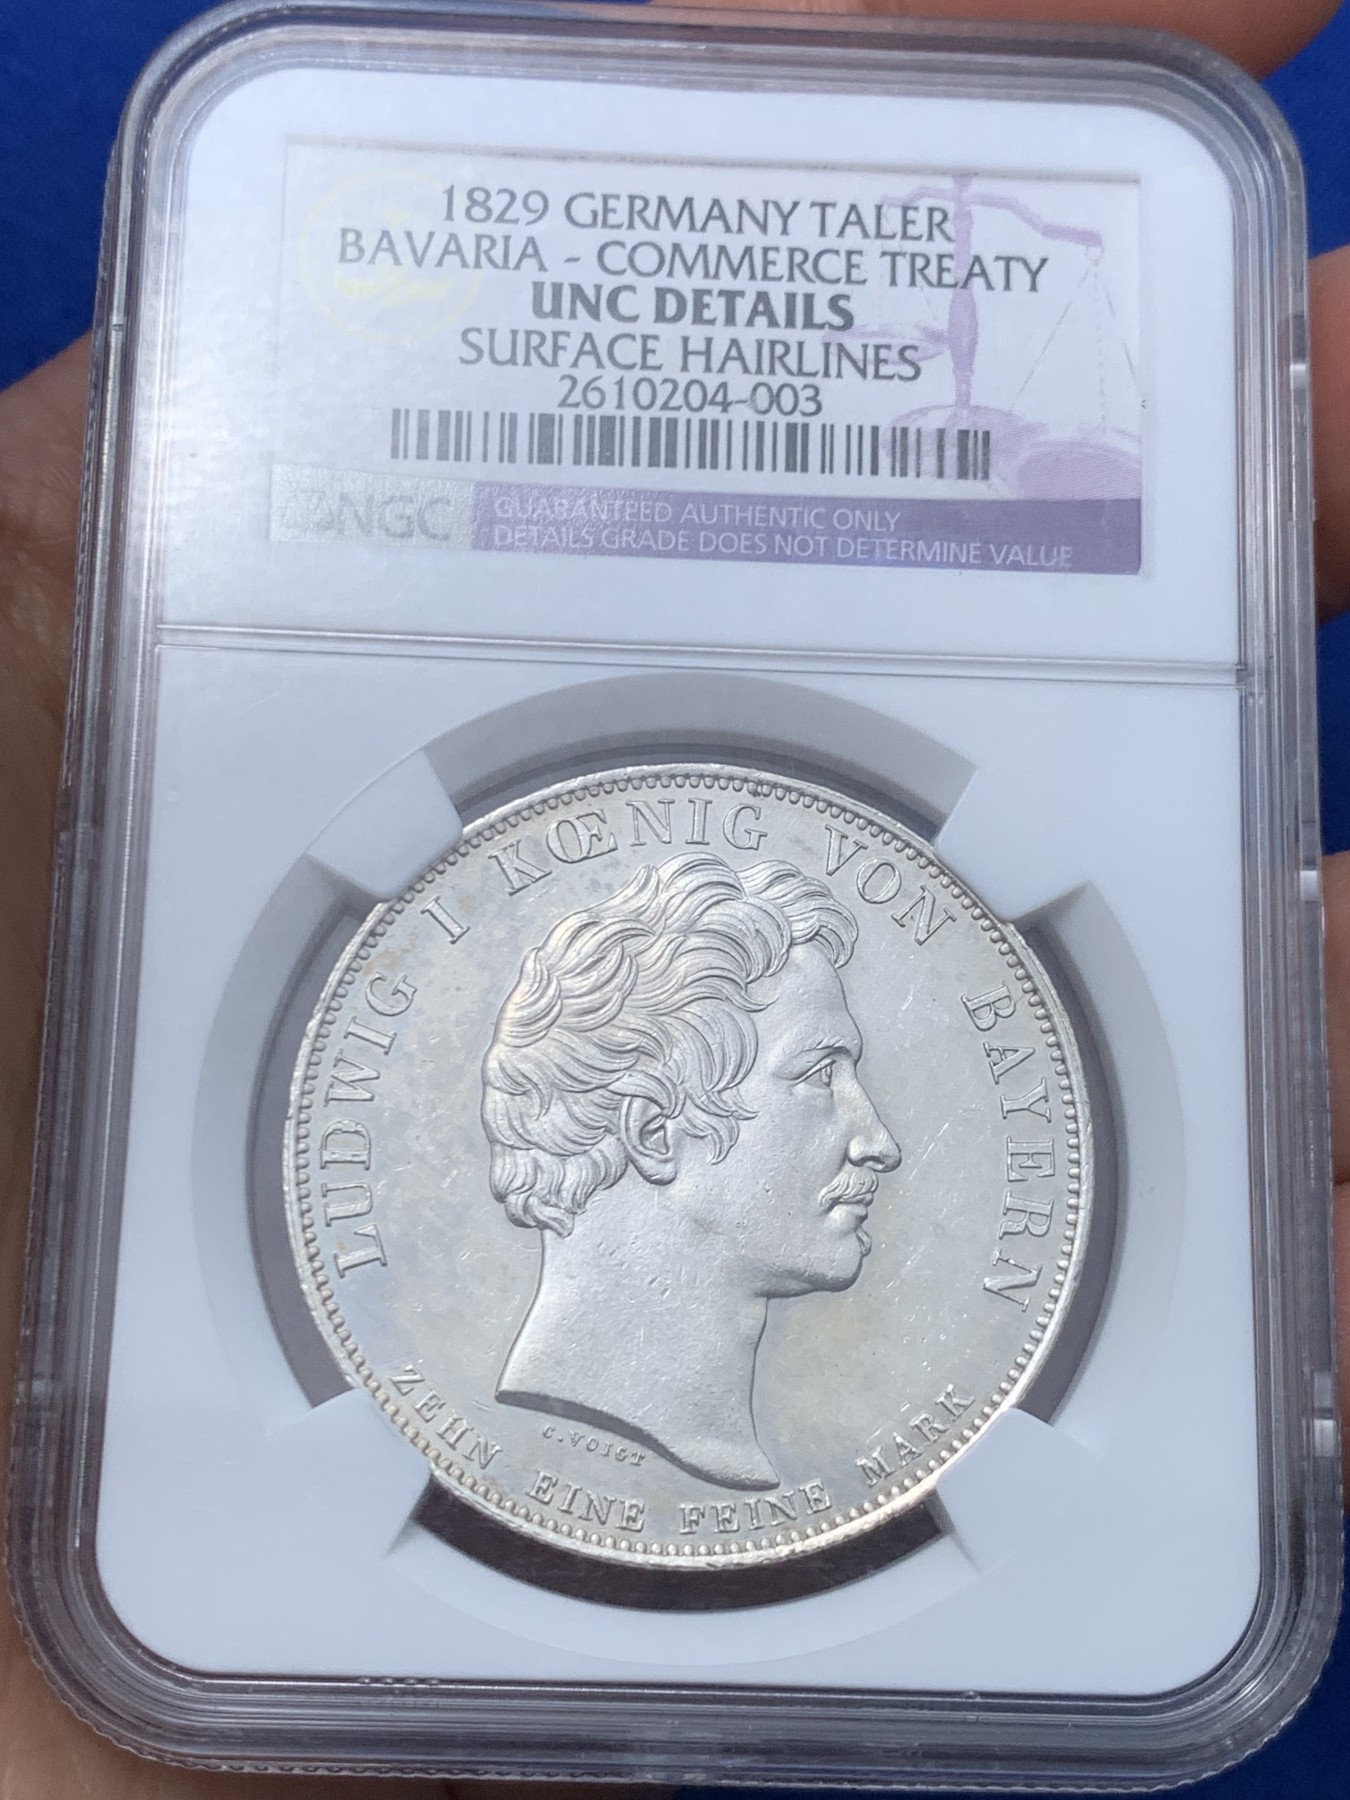 1829 GERMANY TALER
BAVARIA - COMMERCE TREATY
UNC DETAILS
SURFACE HAIRLINES
2610204-003
NGC
GUARANTEED AUTHENTIC ONLY
DETAILS GRADE DOES NOT DETERMINE VALUE
LUDWIG I KŒNIG VON BAYERN
C. VOIGT
ZEHN EINE FEINE MARK